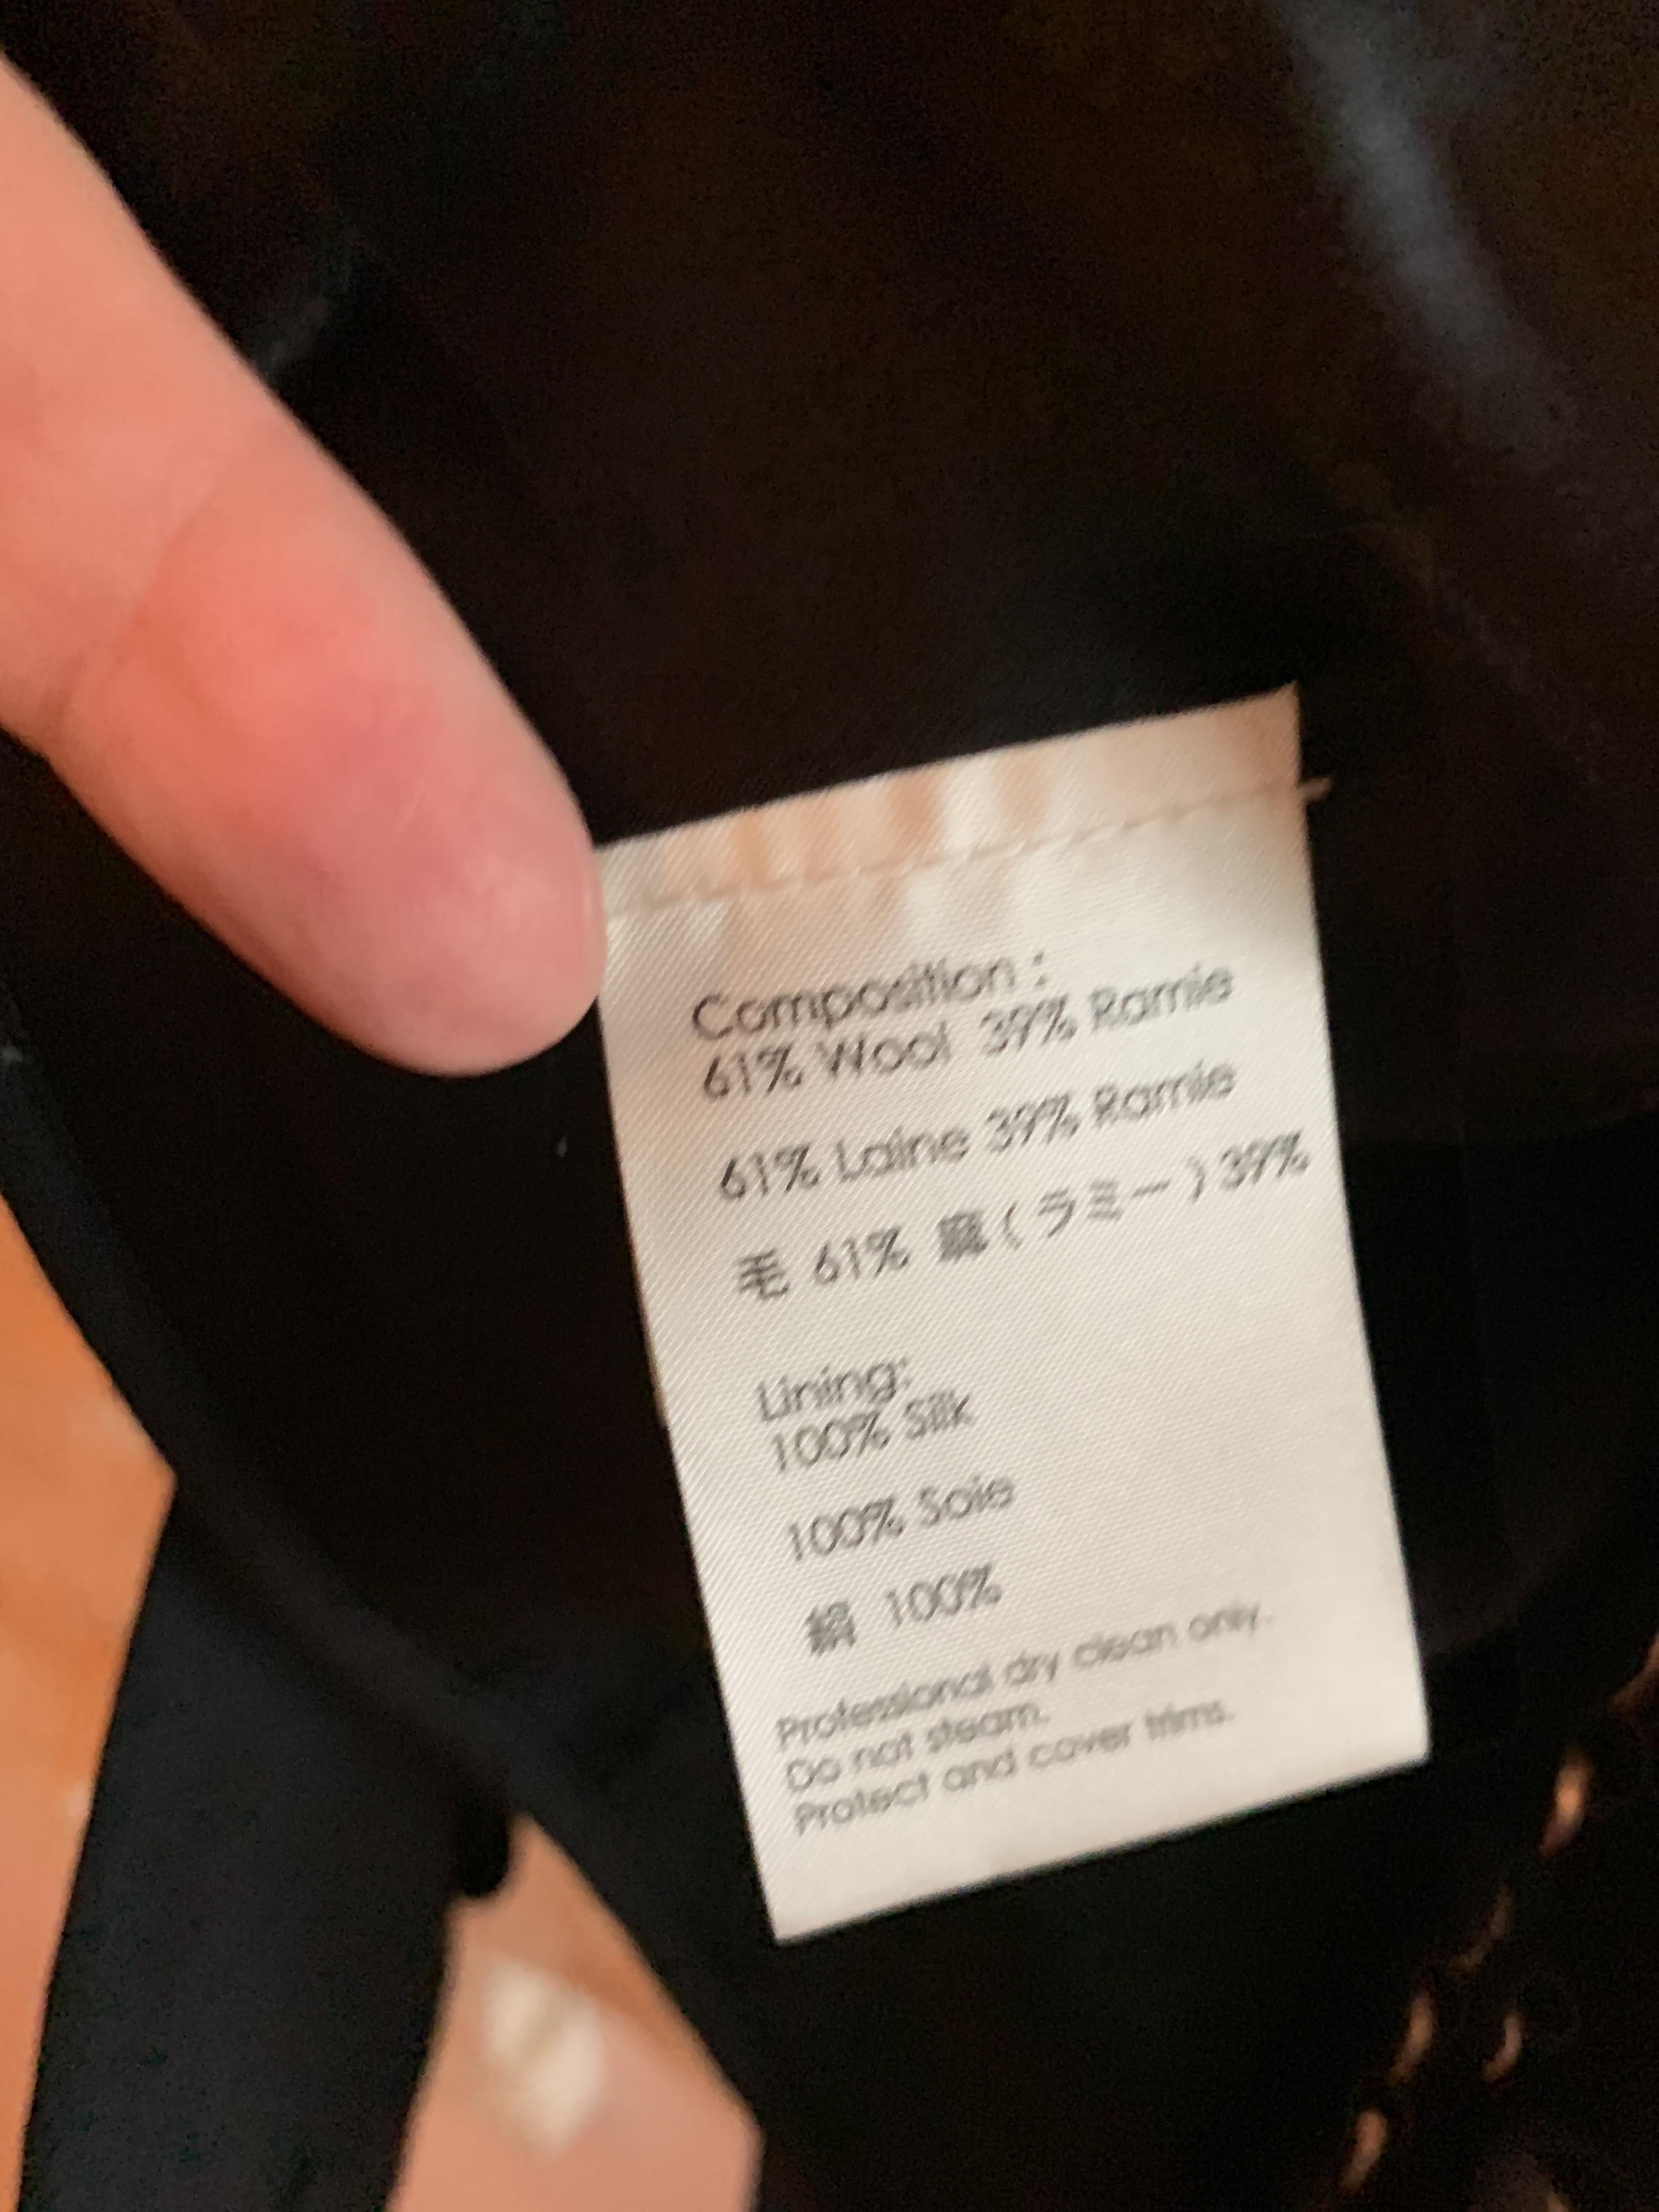 Composition :
61% Wool 39% Ramie
61% Laine 39% Ramie
毛 61% 麻(ラミー)39%
Lining:
100% Silk
100% Soie
絹 100%
Professional dry clean only.
Do not steam.
Protect and cover trims.